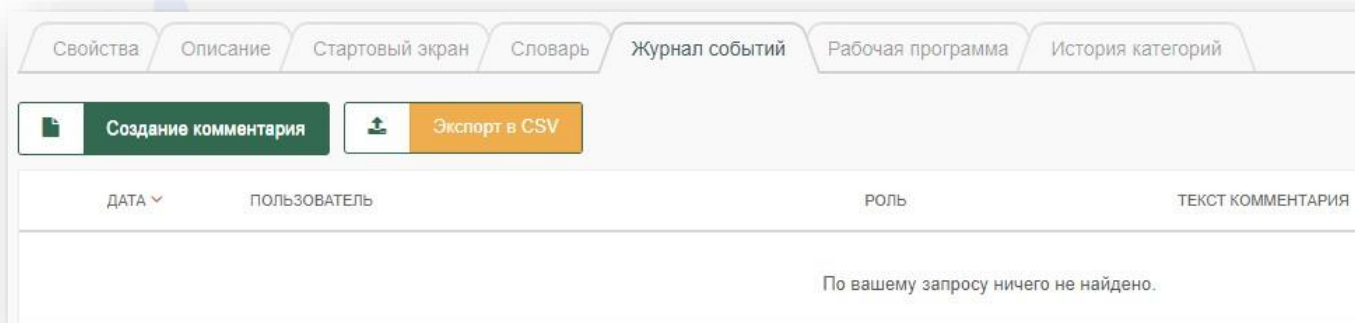 Свойства Описание Стартовый экран Словарь Журнал событий Рабочая программа История категорий
Создание комментария Экспорт в CSV
ДАТА ПОЛЬЗОВАТЕЛЬ РОЛЬ ТЕКСТ КОММЕНТАРИЯ
По вашему запросу ничего не найдено.